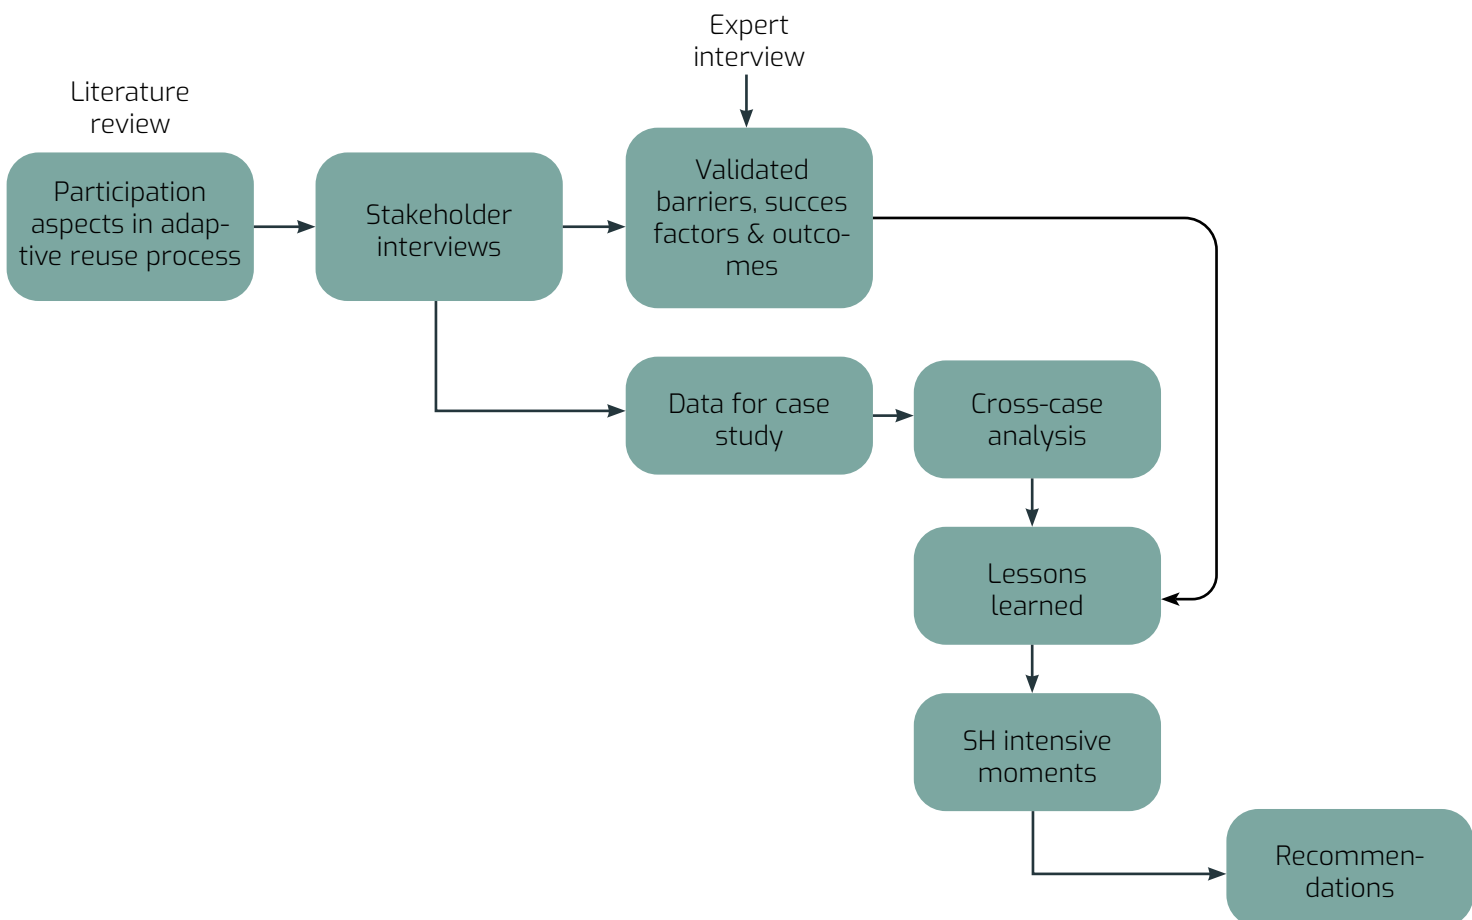 Expert
interview
Literature
review
Participation
aspects in adap-
tive reuse process
Stakeholder
interviews
Validated
barriers, succes
factors & outco-
mes
Data for case
study
Cross-case
analysis
Lessons
learned
SH intensive
moments
Recommen-
dations